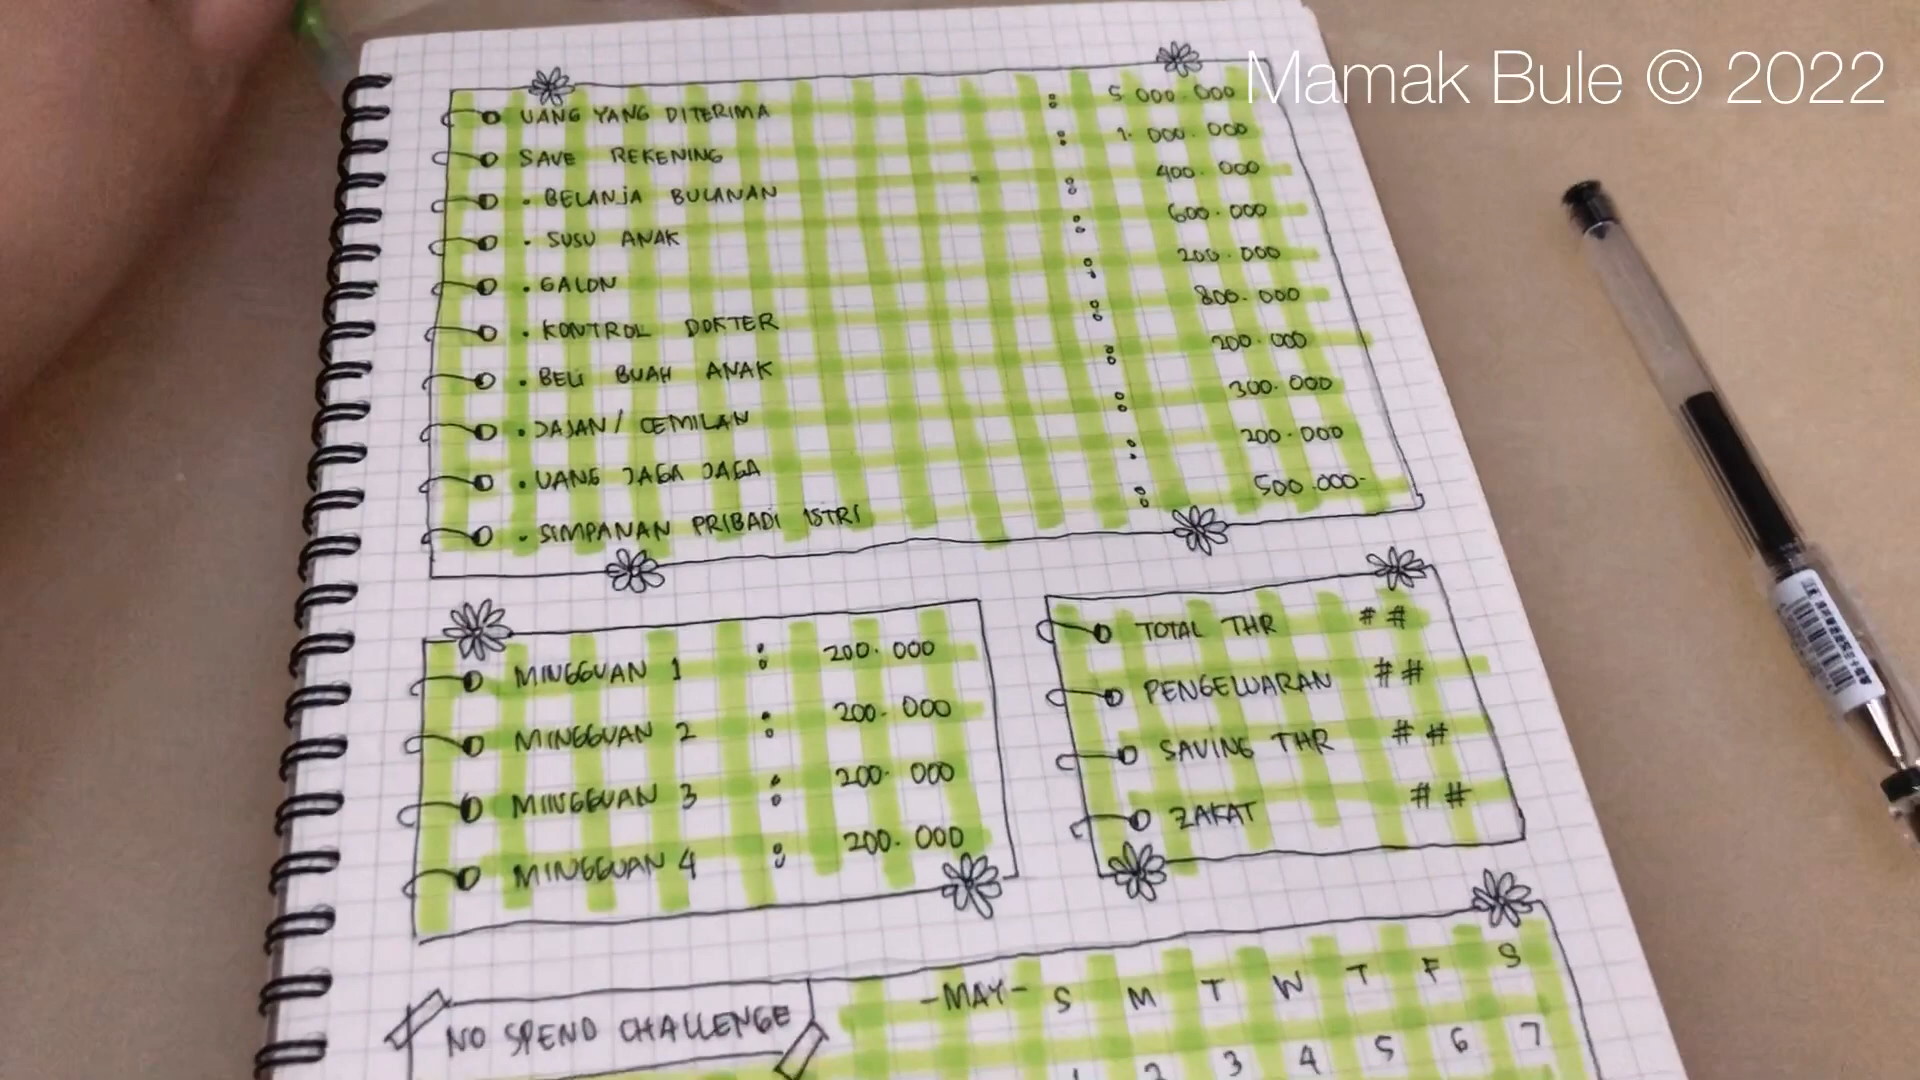 Mamak Bule © 2022
UANG YANG DITERIMA : 5.000.000
SAVE REKENING : 1.000.000
• BELANJA BULANAN : 400.000
• SUSU ANAK : 600.000
• GALON : 200.000
• KONTROL DOKTER : 800.000
• BELI BUAH ANAK : 200.000
• JAJAN / CEMILAN : 300.000
• UANG JAGA JAGA : 200.000
• SIMPANAN PRIBADI ISTRI : 500.000-
MINGGUAN 1 : 200.000
MINGGUAN 2 : 200.000
MINGGUAN 3 : 200.000
MINGGUAN 4 : 200.000
TOTAL THR ##
PENGELUARAN ##
SAVING THR ##
ZAKAT ##
NO SPEND CHALLENGE
-MAY- S M T W T F S
1 2 3 4 5 6 7